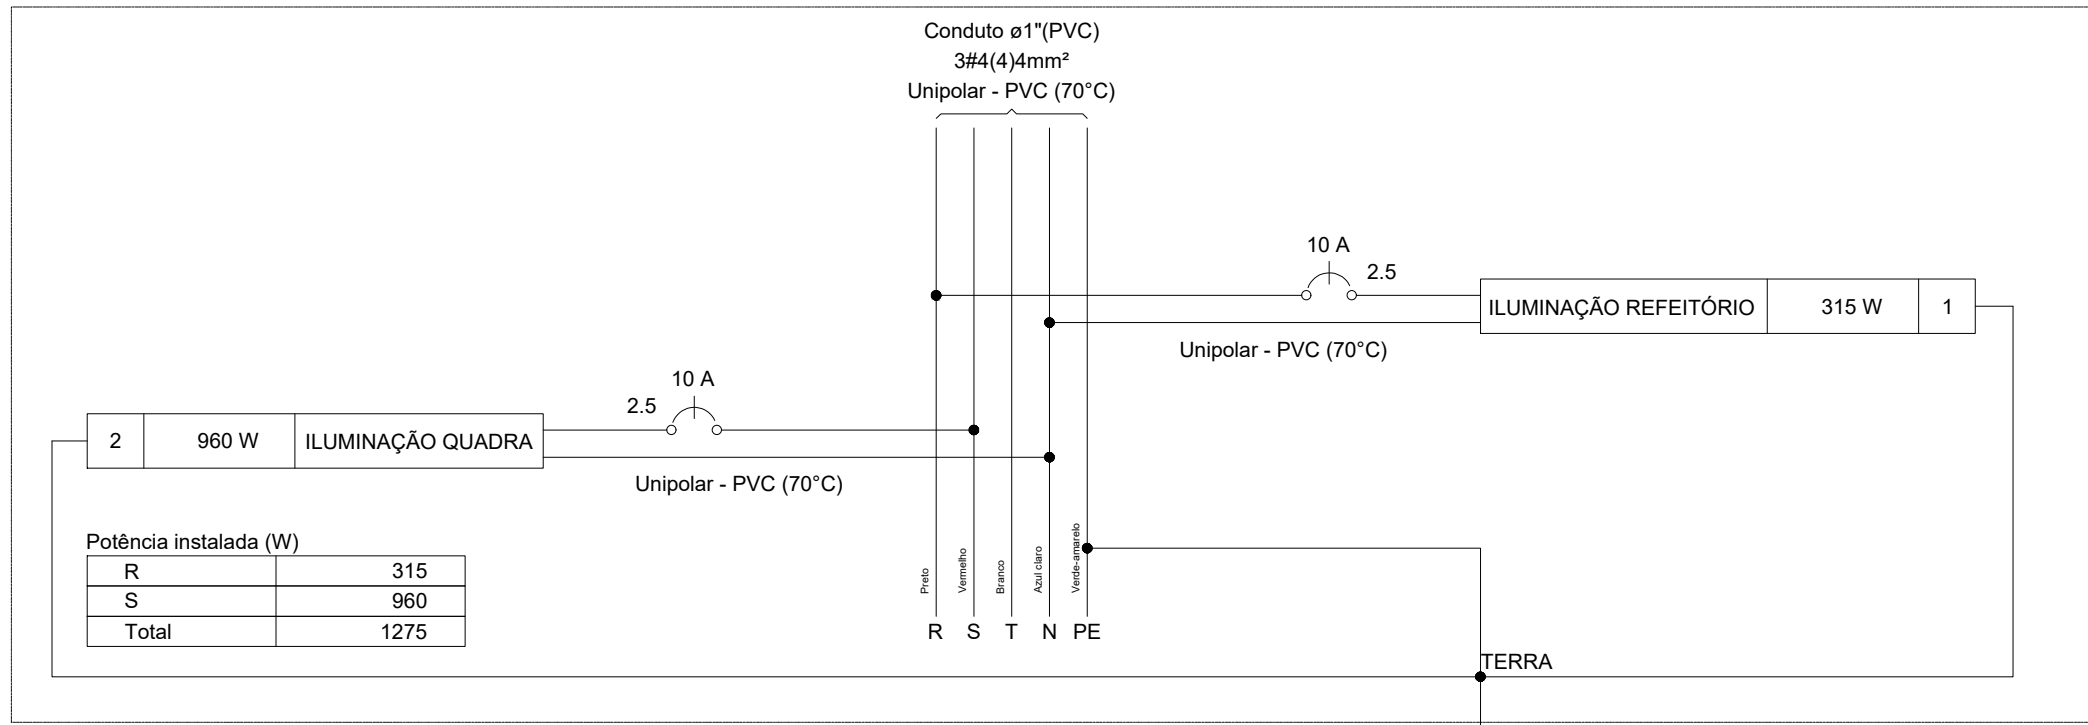 Conduto ø1"(PVC)
3#4(4)4mm²
Unipolar - PVC (70°C)
10 A
2.5
ILUMINAÇÃO REFEITÓRIO 315 W 1
Unipolar - PVC (70°C)
10 A
2.5
2 960 W ILUMINAÇÃO QUADRA
Unipolar - PVC (70°C)
Potência instalada (W)
R 315
S 960
Total 1275
Preto
Vermelho
Branco
Azul claro
Verde-amarelo
R S T N PE
TERRA